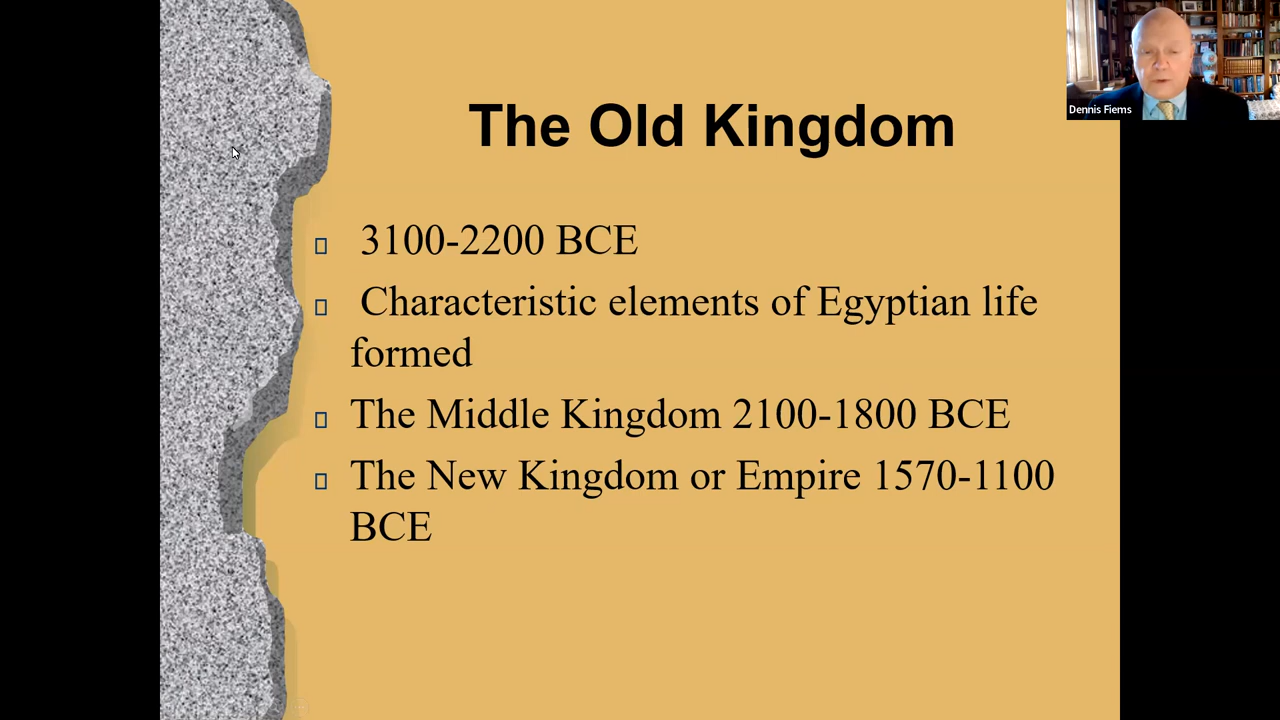 The Old Kingdom
3100-2200 BCE
Characteristic elements of Egyptian life
formed
The Middle Kingdom 2100-1800 BCE
The New Kingdom or Empire 1570-1100
BCE
Dennis Fiems